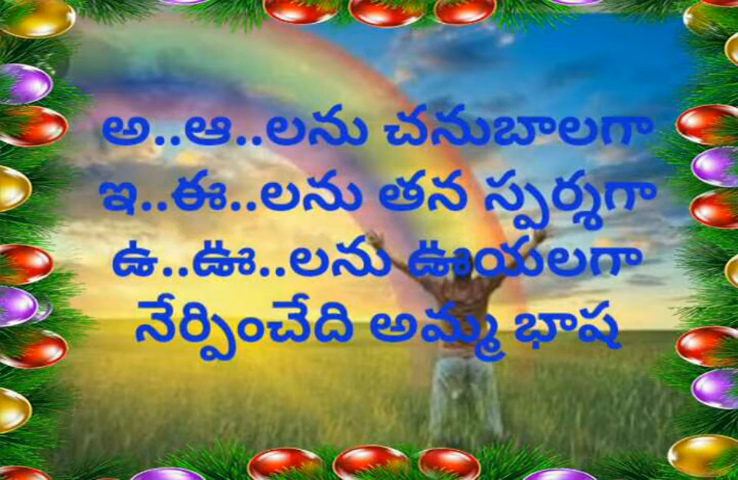 అ..ఆ..లను చనుబాలగా
ఇ..ఈ..లను తన స్పర్శగా
ఉ..ఊ..లను ఊయలగా
నేర్పించేది అమ్మ భాష